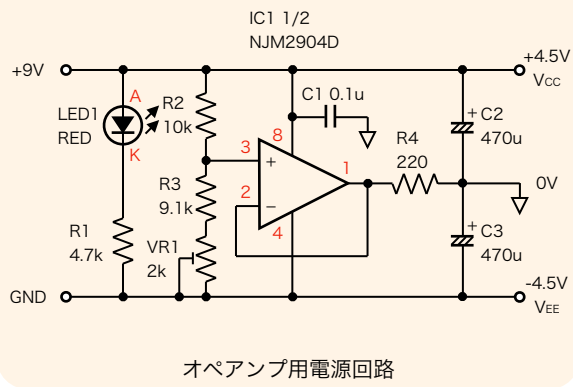 IC1 1/2
NJM2904D
+9V
+4.5V
VCC
LED1
RED
A
K
R2
10k
C1 0.1u
8
3
+
1
2
−
4
R3
9.1k
R4
220
+
C2
470u
0V
R1
4.7k
VR1
2k
+
C3
470u
GND
-4.5V
VEE
オペアンプ用電源回路